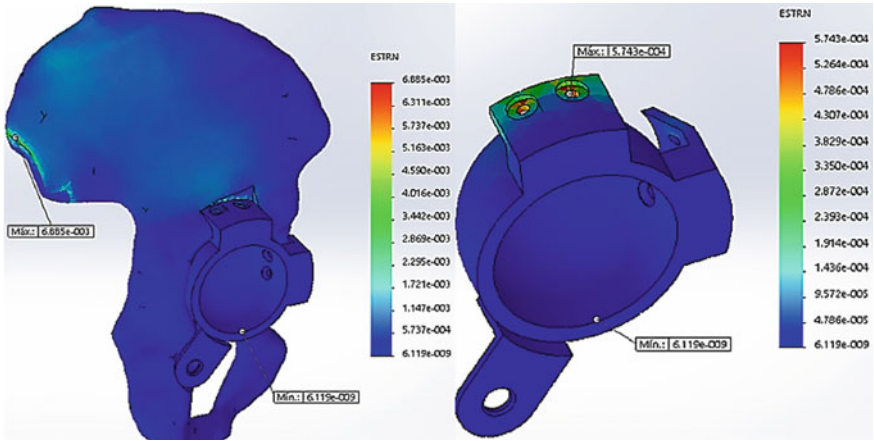 ESTRN
6.885e-003
6.311e-003
5.737e-003
5.163e-003
4.590e-003
4.016e-003
3.442e-003
2.869e-003
2.295e-003
1.721e-003
1.147e-003
5.737e-004
6.119e-009
Máx.: 6.885e-003
Mín.: 6.119e-009
ESTRN
5.743e-004
5.264e-004
4.786e-004
4.307e-004
3.829e-004
3.350e-004
2.872e-004
2.393e-004
1.914e-004
1.436e-004
9.572e-005
4.786e-005
6.119e-009
Máx.: 5.743e-004
Mín.: 6.119e-009